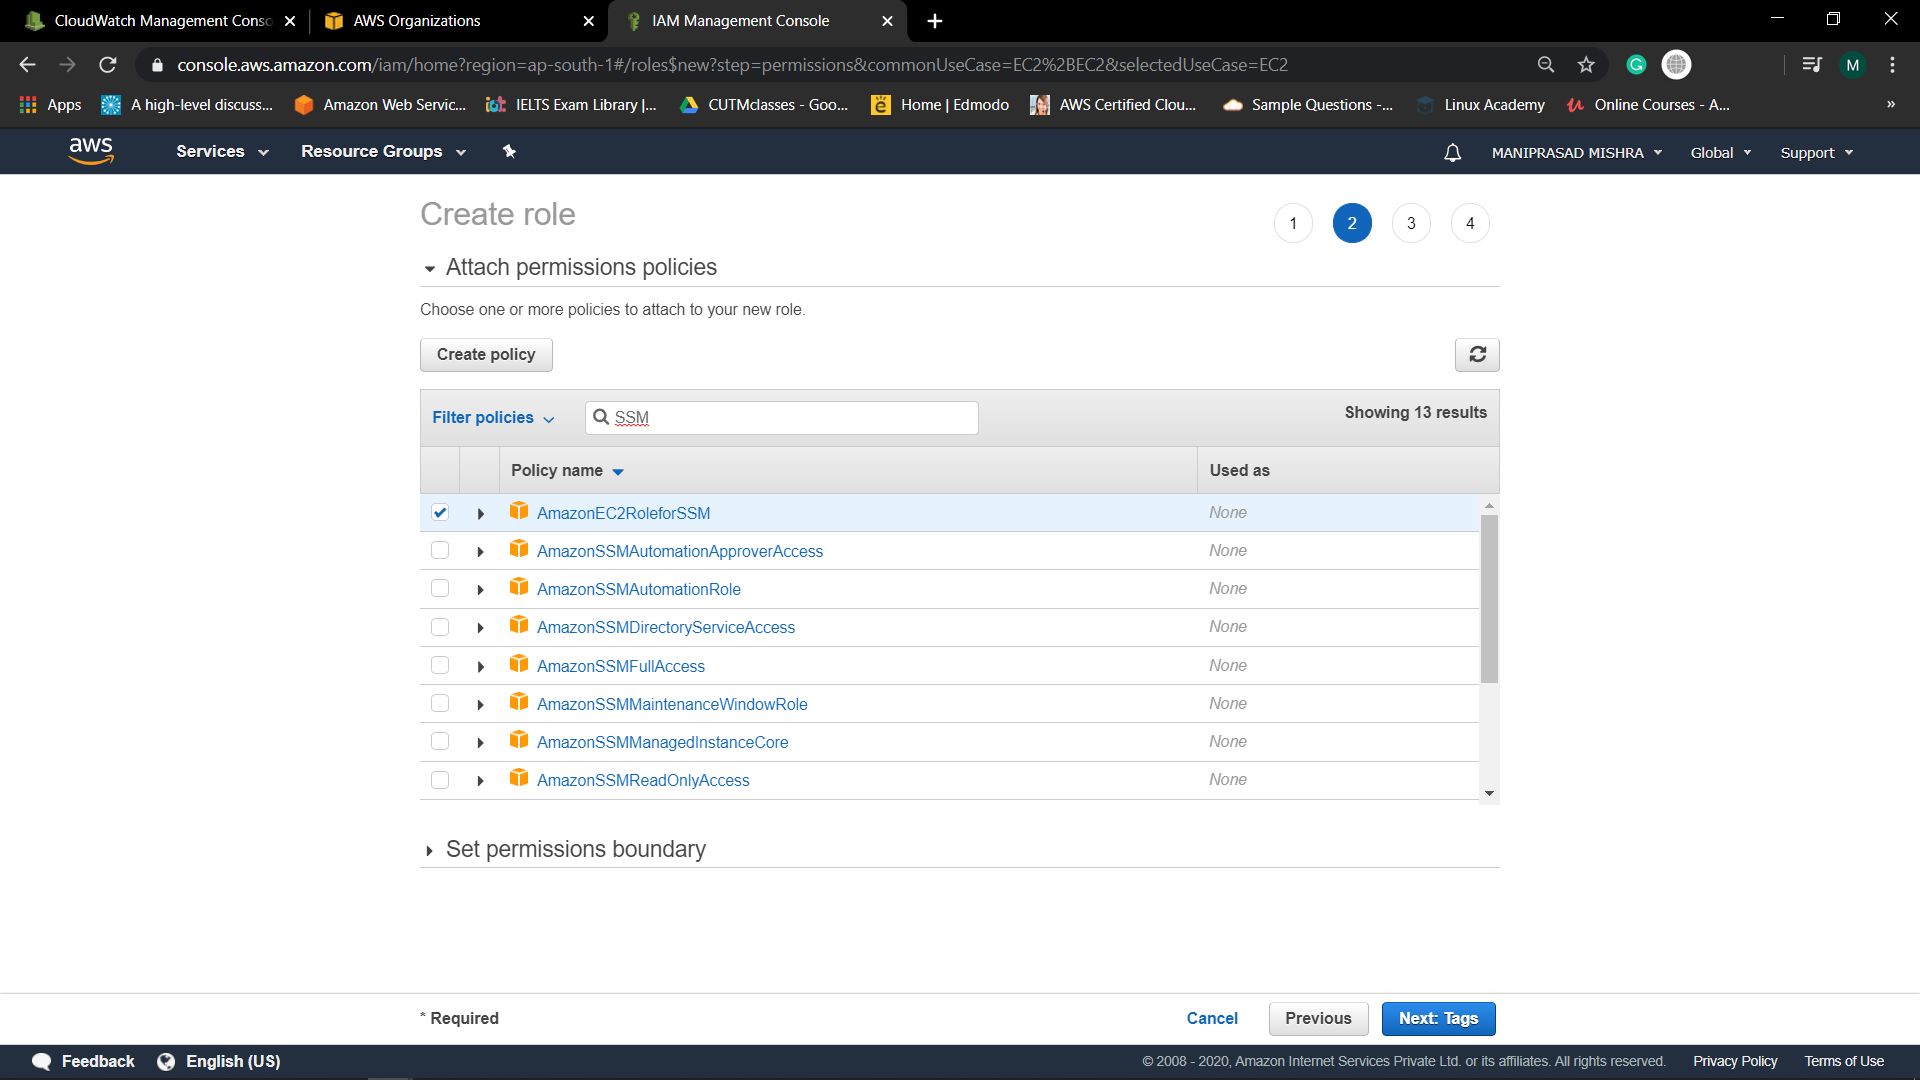 CloudWatch Management Conso
AWS Organizations
IAM Management Console
console.aws.amazon.com/iam/home?region=ap-south-1#/roles$new?step=permissions&commonUseCase=EC2%2BEC2&selectedUseCase=EC2
G
M
Apps
A high-level discuss...
Amazon Web Servic...
IELTS Exam Library |...
CUTMclasses - Goo...
Home | Edmodo
AWS Certified Clou...
Sample Questions -...
Linux Academy
Online Courses - A...
»
aws
Services
Resource Groups
MANIPRASAD MISHRA
Global
Support
Create role
1
2
3
4
Attach permissions policies
Choose one or more policies to attach to your new role.
Create policy
Filter policies
SSM
Showing 13 results
Policy name
Used as
AmazonEC2RoleforSSM
None
AmazonSSMAutomationApproverAccess
None
AmazonSSMAutomationRole
None
AmazonSSMDirectoryServiceAccess
None
AmazonSSMFullAccess
None
AmazonSSMMaintenanceWindowRole
None
AmazonSSMManagedInstanceCore
None
AmazonSSMReadOnlyAccess
None
Set permissions boundary
* Required
Cancel
Previous
Next: Tags
Feedback
English (US)
© 2008 - 2020, Amazon Internet Services Private Ltd. or its affiliates. All rights reserved.
Privacy Policy
Terms of Use